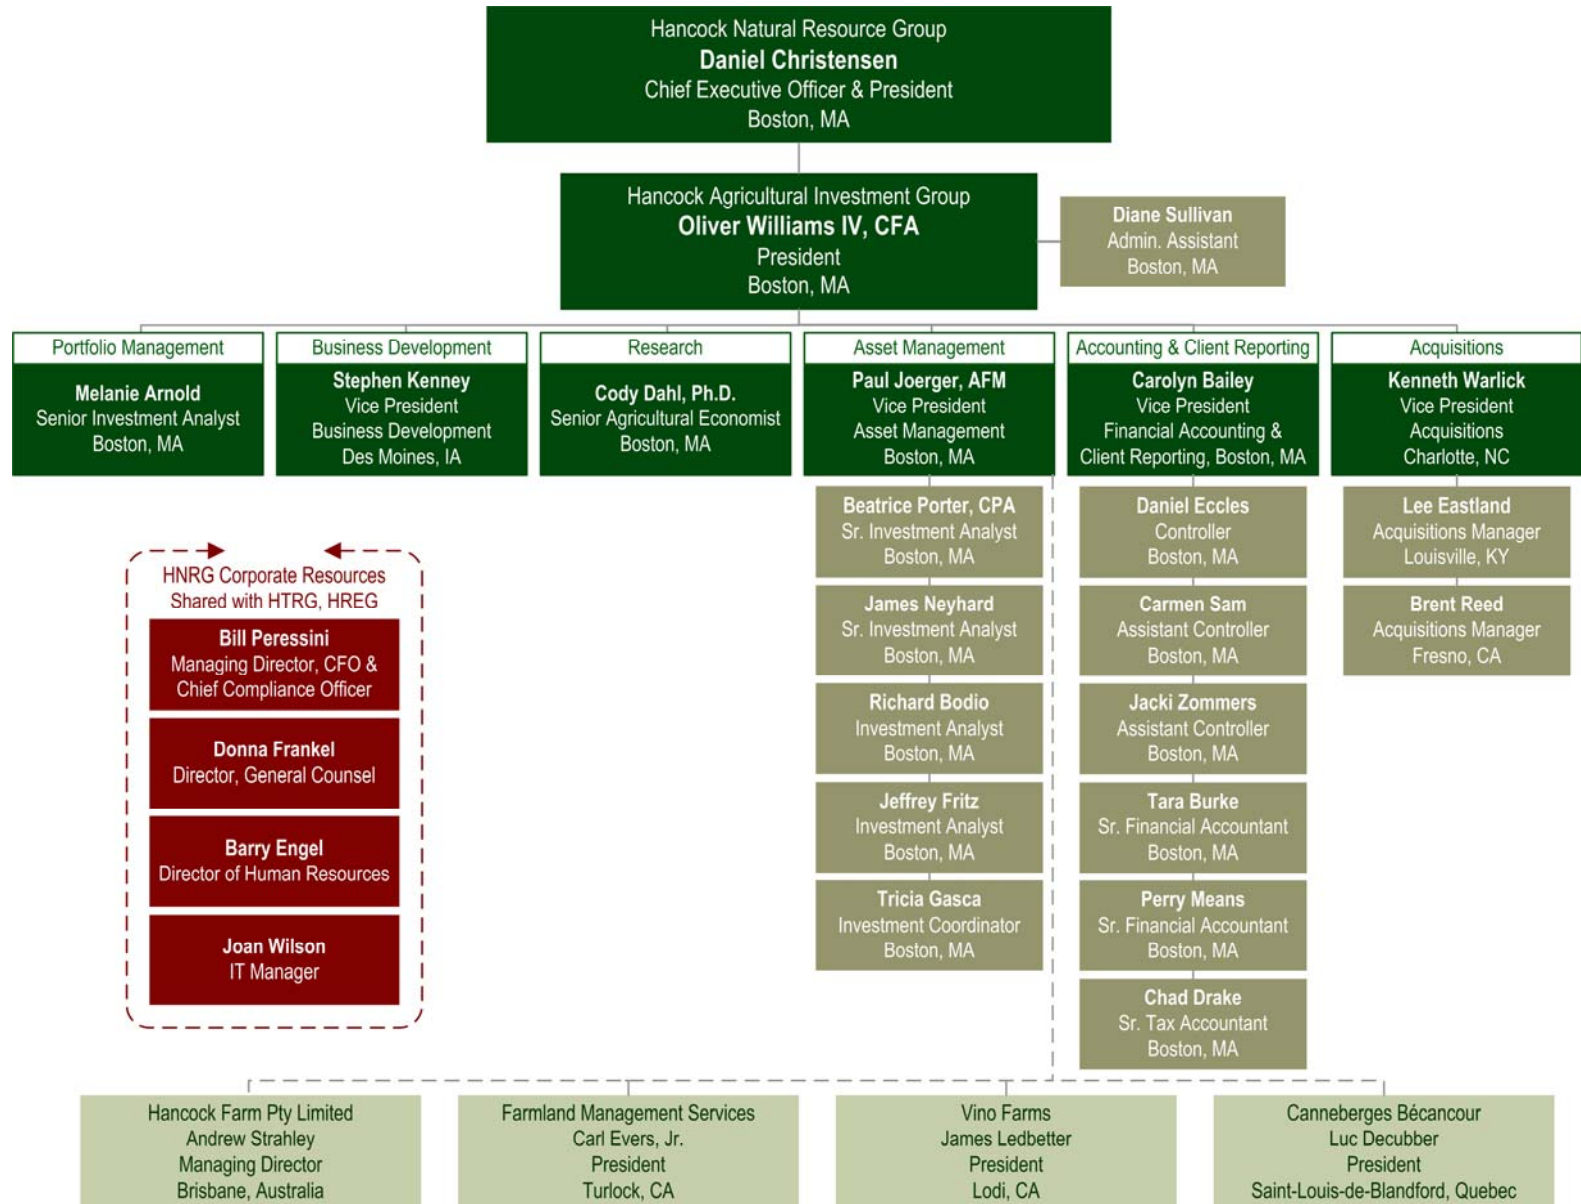 Hancock Natural Resource Group
Daniel Christensen
Chief Executive Officer & President
Boston, MA
Hancock Agricultural Investment Group
Oliver Williams IV, CFA
President
Boston, MA
Diane Sullivan
Admin. Assistant
Boston, MA
Portfolio Management
Melanie Arnold
Senior Investment Analyst
Boston, MA
Business Development
Stephen Kenney
Vice President
Business Development
Des Moines, IA
Research
Cody Dahl, Ph.D.
Senior Agricultural Economist
Boston, MA
Asset Management
Paul Joerger, AFM
Vice President
Asset Management
Boston, MA
Accounting & Client Reporting
Carolyn Bailey
Vice President
Financial Accounting &
Client Reporting, Boston, MA
Acquisitions
Kenneth Warlick
Vice President
Acquisitions
Charlotte, NC
Beatrice Porter, CPA
Sr. Investment Analyst
Boston, MA
James Neyhard
Sr. Investment Analyst
Boston, MA
Richard Bodio
Investment Analyst
Boston, MA
Jeffrey Fritz
Investment Analyst
Boston, MA
Tricia Gasca
Investment Coordinator
Boston, MA
Daniel Eccles
Controller
Boston, MA
Carmen Sam
Assistant Controller
Boston, MA
Jacki Zommers
Assistant Controller
Boston, MA
Tara Burke
Sr. Financial Accountant
Boston, MA
Perry Means
Sr. Financial Accountant
Boston, MA
Chad Drake
Sr. Tax Accountant
Boston, MA
Lee Eastland
Acquisitions Manager
Louisville, KY
Brent Reed
Acquisitions Manager
Fresno, CA
HNRG Corporate Resources
Shared with HTRG, HREG
Bill Peressini
Managing Director, CFO &
Chief Compliance Officer
Donna Frankel
Director, General Counsel
Barry Engel
Director of Human Resources
Joan Wilson
IT Manager
Hancock Farm Pty Limited
Andrew Strahley
Managing Director
Brisbane, Australia
Farmland Management Services
Carl Evers, Jr.
President
Turlock, CA
Vino Farms
James Ledbetter
President
Lodi, CA
Canneberges Bécancour
Luc Decubber
President
Saint-Louis-de-Blandford, Quebec